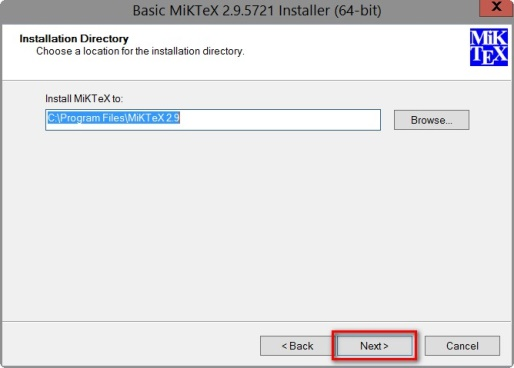 Basic MiKTeX 2.9.5721 Installer (64-bit)
X
Installation Directory
Choose a location for the installation directory.
MiK
TEX
Install MiKTeX to:
C:\Program Files\MiKTeX 2.9
Browse...
< Back
Next >
Cancel